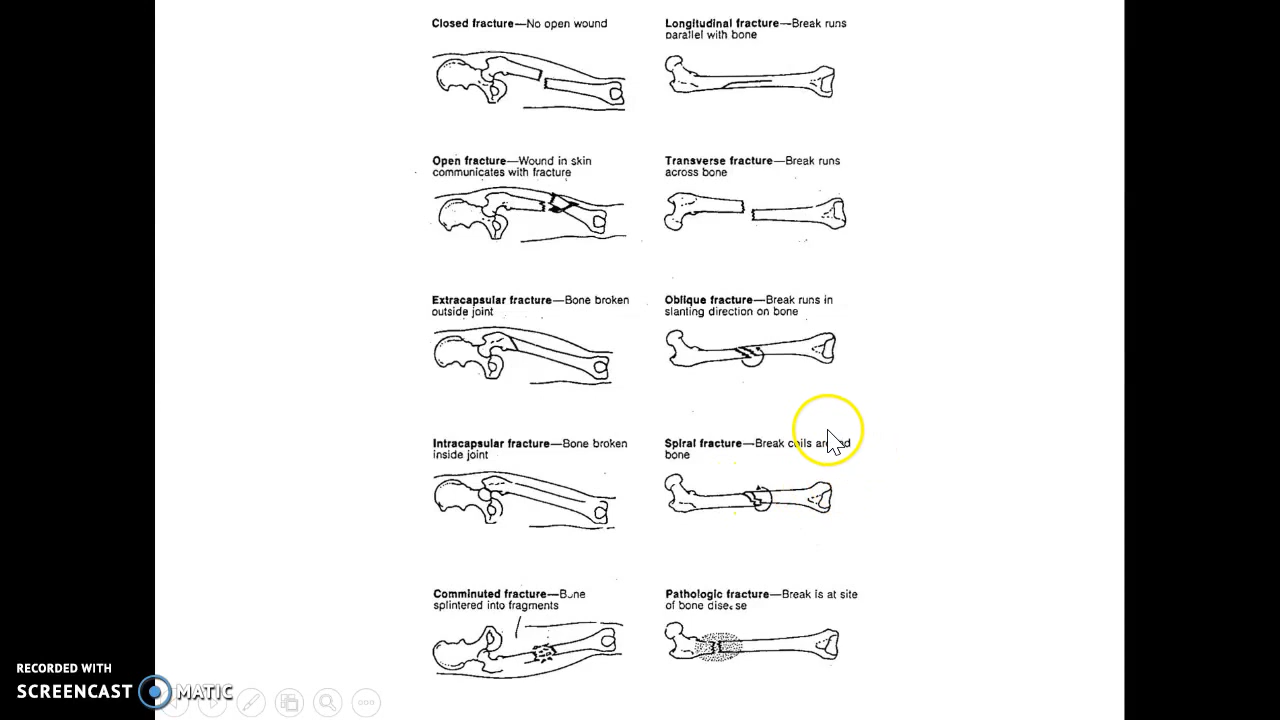 Closed fracture—No open wound
Open fracture—Wound in skin
communicates with fracture
Extracapsular fracture—Bone broken
outside joint
Intracapsular fracture—Bone broken
inside joint
Comminuted fracture—Bone
splintered into fragments
Longitudinal fracture—Break runs
parallel with bone
Transverse fracture—Break runs
across bone
Oblique fracture—Break runs in
slanting direction on bone
Spiral fracture—Break coils around
bone
Pathologic fracture—Break is at site
of bone disease
RECORDED WITH
SCREENCAST MATIC